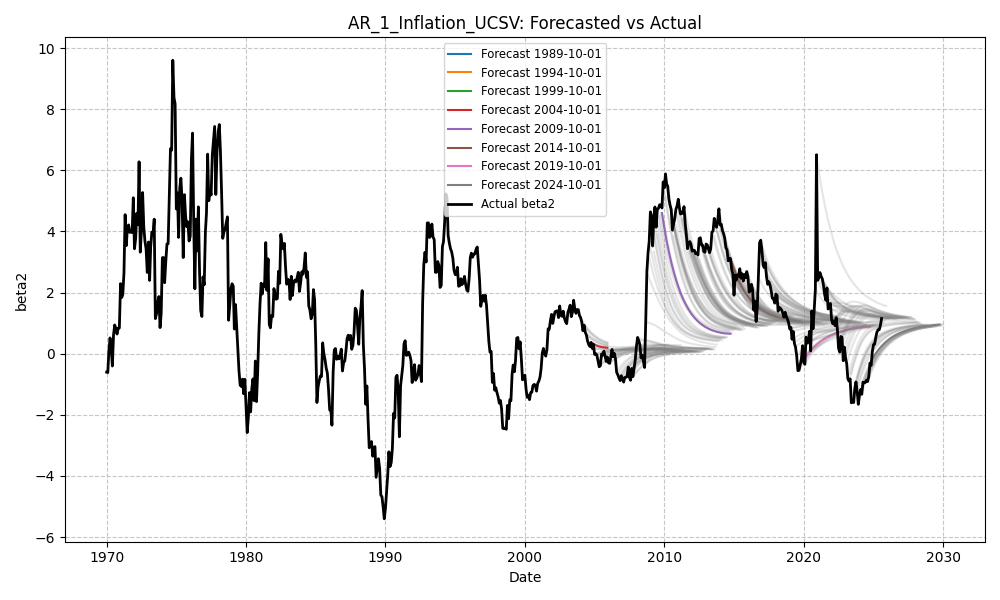 AR_1_Inflation_UCSV: Forecasted vs Actual
Forecast 1989-10-01
Forecast 1994-10-01
Forecast 1999-10-01
Forecast 2004-10-01
Forecast 2009-10-01
Forecast 2014-10-01
Forecast 2019-10-01
Forecast 2024-10-01
Actual beta2
beta2
10
8
6
4
2
0
−2
−4
−6
1970 1980 1990 2000 2010 2020 2030
Date